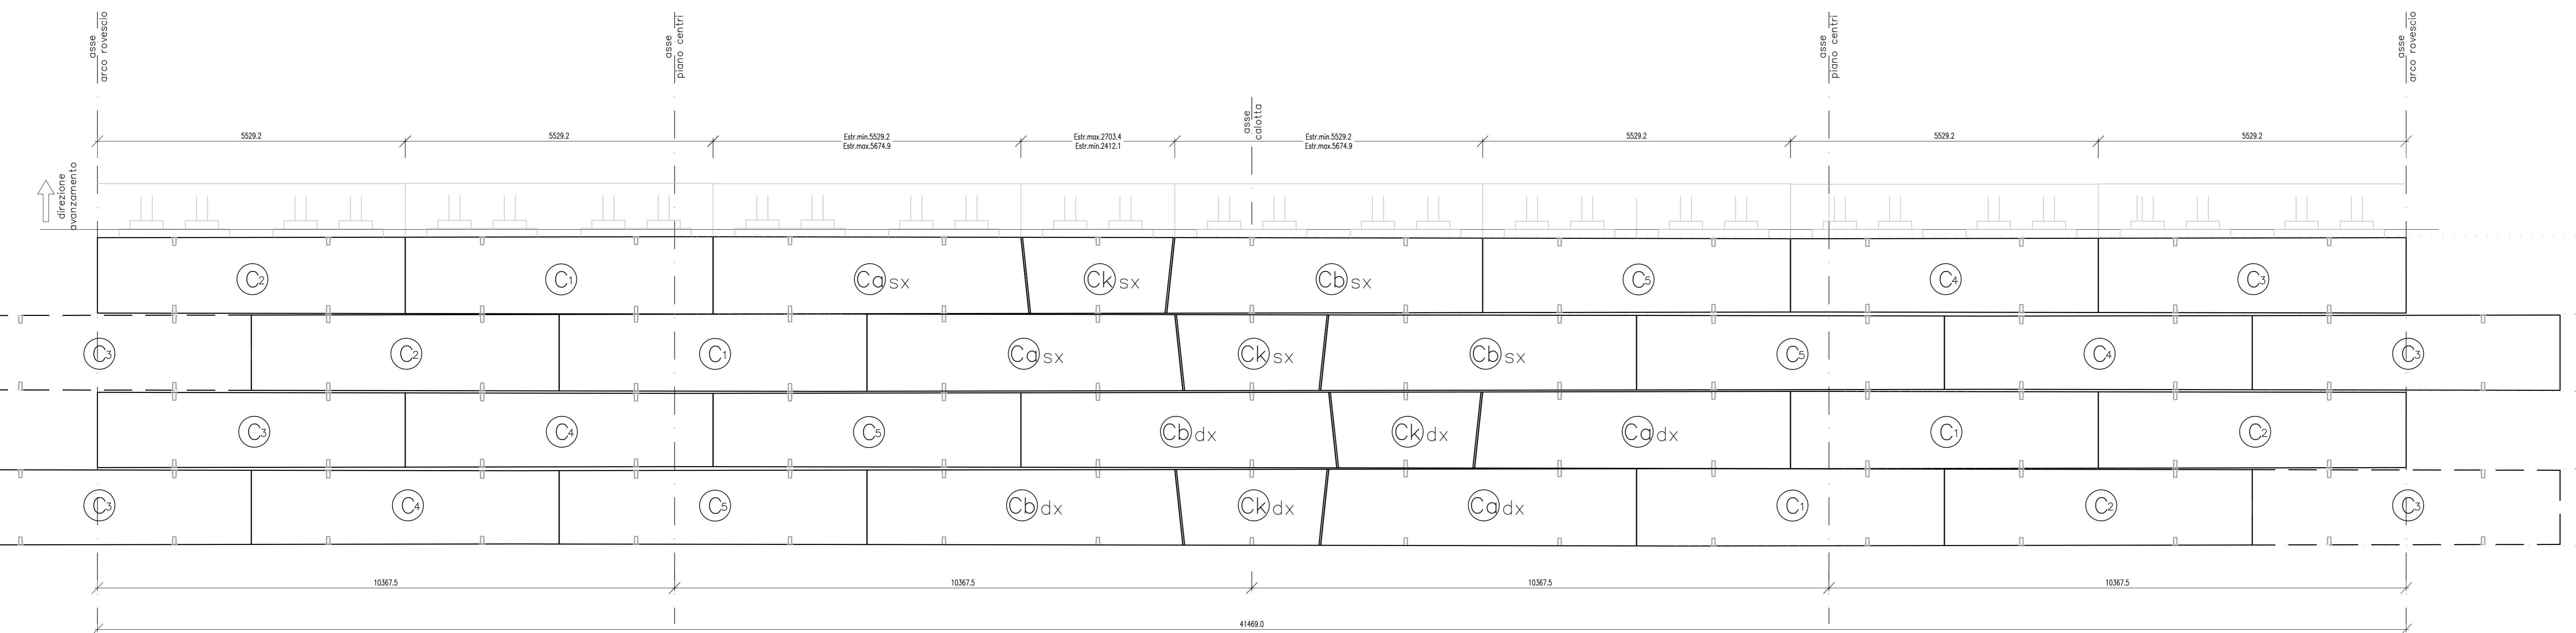 asse
arco rovescio
asse
piano centri
asse
calotta
asse
piano centri
asse
arco rovescio
5529.2
5529.2
Estr.min.5529.2
Estr.max.5674.9
Estr.max.2703.4
Estr.min.2412.1
Estr.min.5529.2
Estr.max.5674.9
5529.2
5529.2
5529.2
direzione
avanzamento
C2 C1 Ca sx Ck sx Cb sx C5 C4 C3
C3 C2 C1 Ca sx Ck sx Cb sx C5 C4 C3
C3 C4 C5 Cb dx Ck dx Ca dx C1 C2
C3 C4 C5 Cb dx Ck dx Ca dx C1 C2 C3
10367.5 10367.5 10367.5 10367.5
41469.0